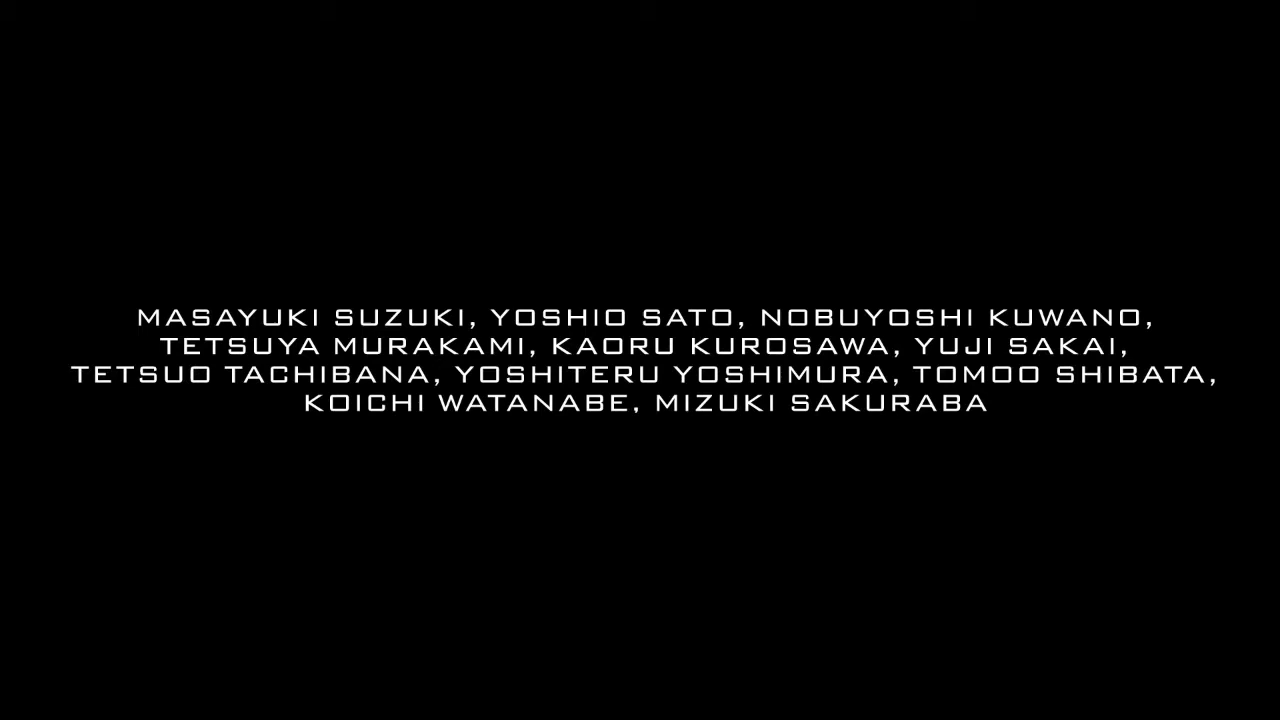 MASAYUKI SUZUKI, YOSHIO SATO, NOBUYOSHI KUWANO,
TETSUYA MURAKAMI, KAORU KUROSAWA, YUJI SAKAI,
TETSUO TACHIBANA, YOSHITERU YOSHIMURA, TOMOO SHIBATA,
KOICHI WATANABE, MIZUKI SAKURABA